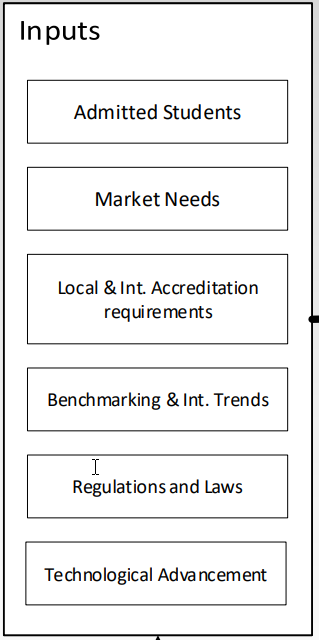 Inputs
Admitted Students
Market Needs
Local & Int. Accreditation
requirements
Benchmarking & Int. Trends
Regulations and Laws
Technological Advancement